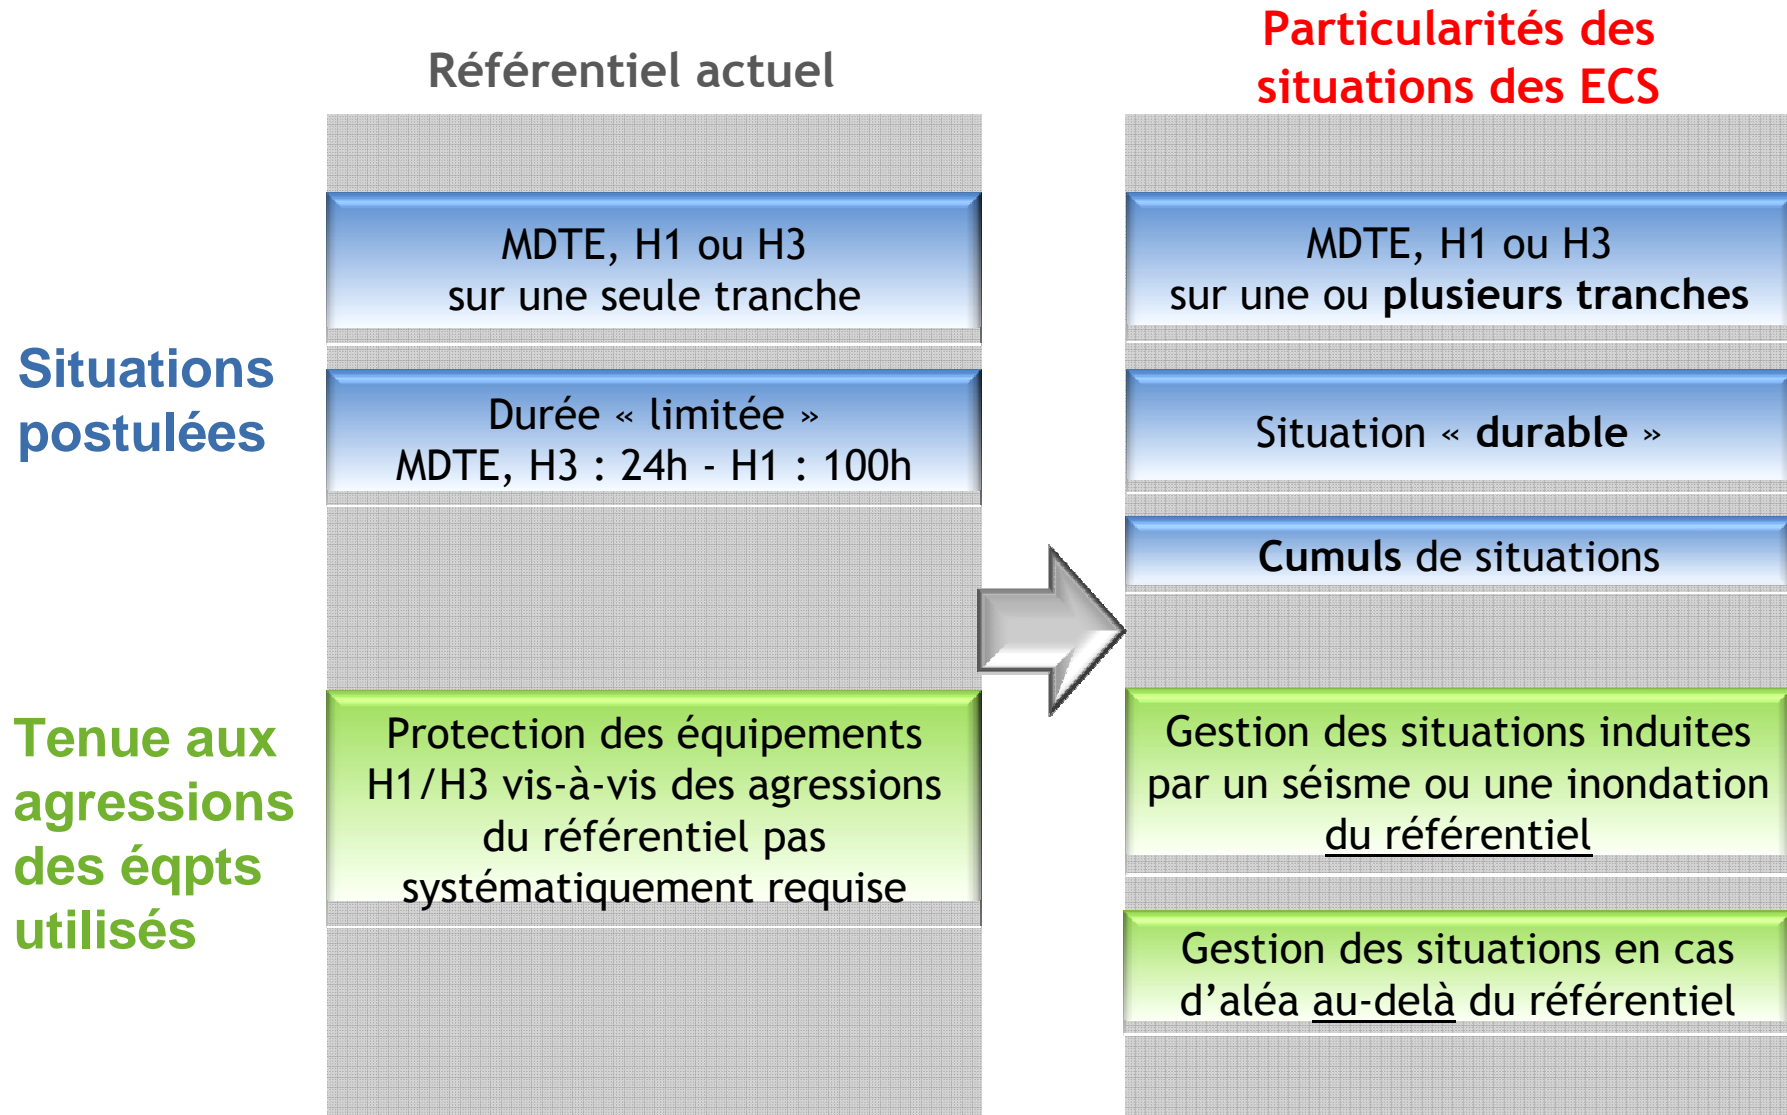 Référentiel actuel
Particularités des
situations des ECS
Situations
postulées
MDTE, H1 ou H3
sur une seule tranche
Durée « limitée »
MDTE, H3 : 24h - H1 : 100h
MDTE, H1 ou H3
sur une ou plusieurs tranches
Situation « durable »
Cumuls de situations
Tenue aux
agressions
des éqpts
utilisés
Protection des équipements
H1/H3 vis-à-vis des agressions
du référentiel pas
systématiquement requise
Gestion des situations induites
par un séisme ou une inondation
du référentiel
Gestion des situations en cas
d’aléa au-delà du référentiel